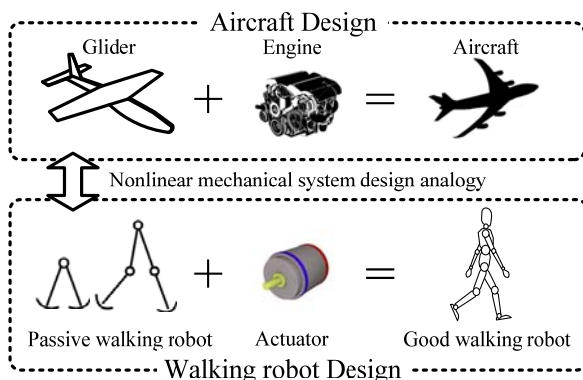 Aircraft Design
Glider Engine Aircraft
+ =
Nonlinear mechanical system design analogy
+ =
Passive walking robot Actuator Good walking robot
Walking robot Design